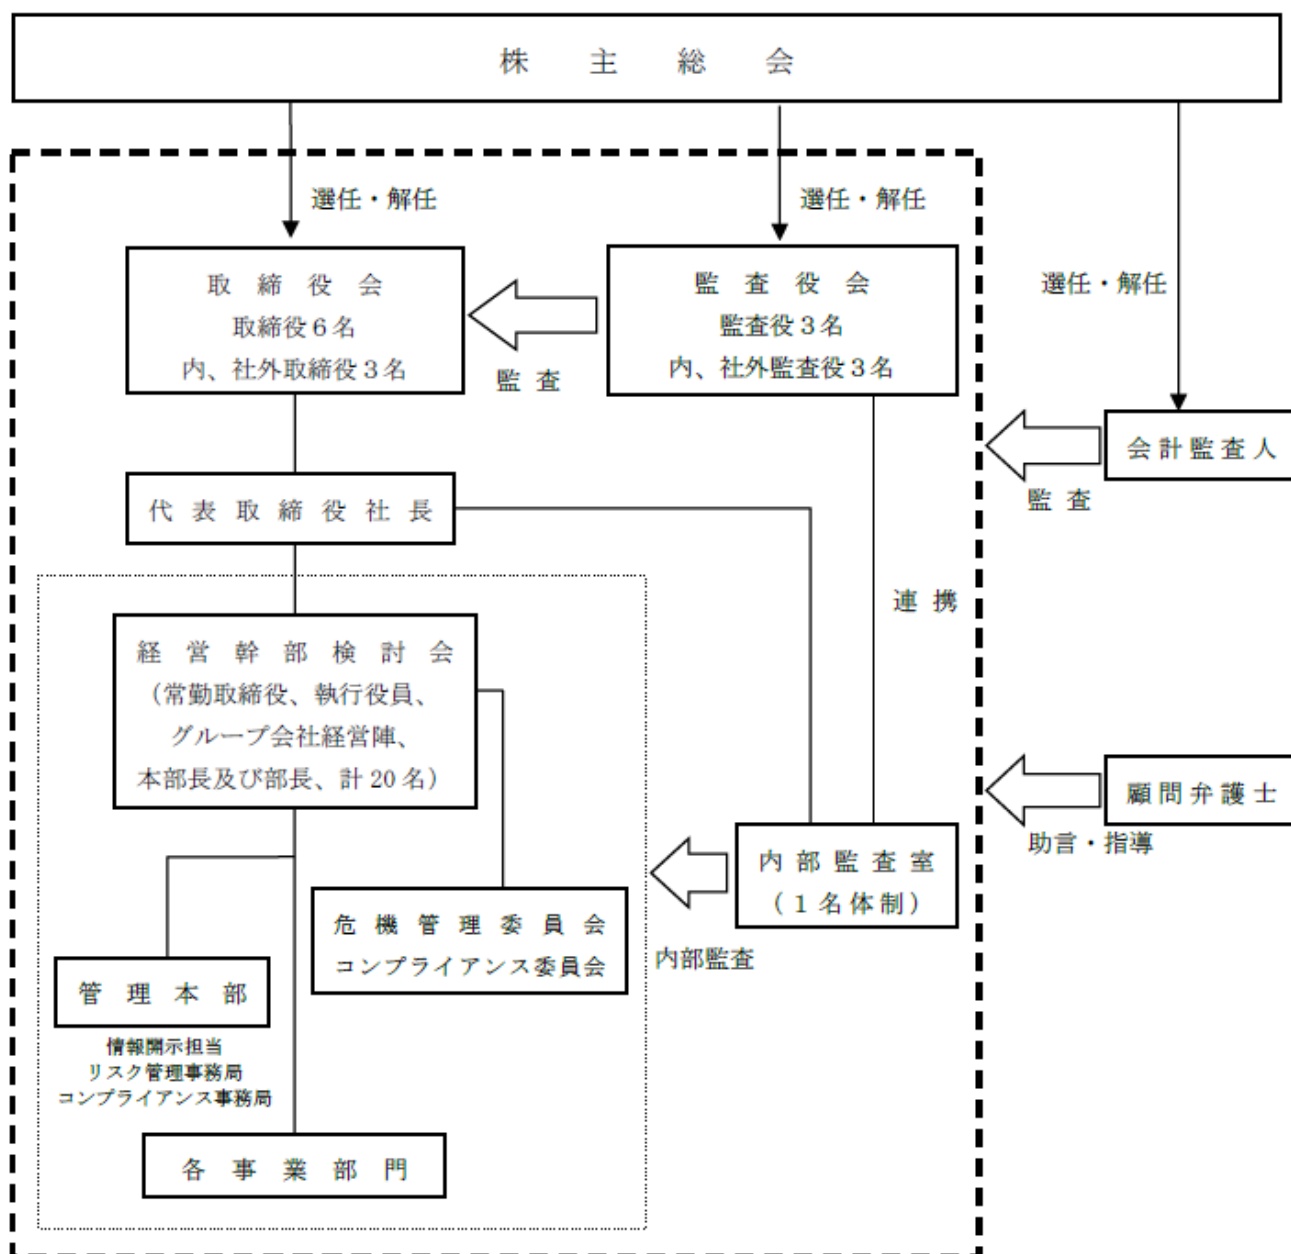 株主総会
選任・解任
選任・解任
選任・解任
取締役会
取締役6名
内、社外取締役3名
監査
監査役会
監査役3名
内、社外監査役3名
会計監査人
監査
代表取締役社長
連携
経営幹部検討会
（常勤取締役、執行役員、
グループ会社経営陣、
本部長及び部長、計20名）
顧問弁護士
助言・指導
内部監査室
（1名体制）
内部監査
危機管理委員会
コンプライアンス委員会
管理本部
情報開示担当
リスク管理事務局
コンプライアンス事務局
各事業部門